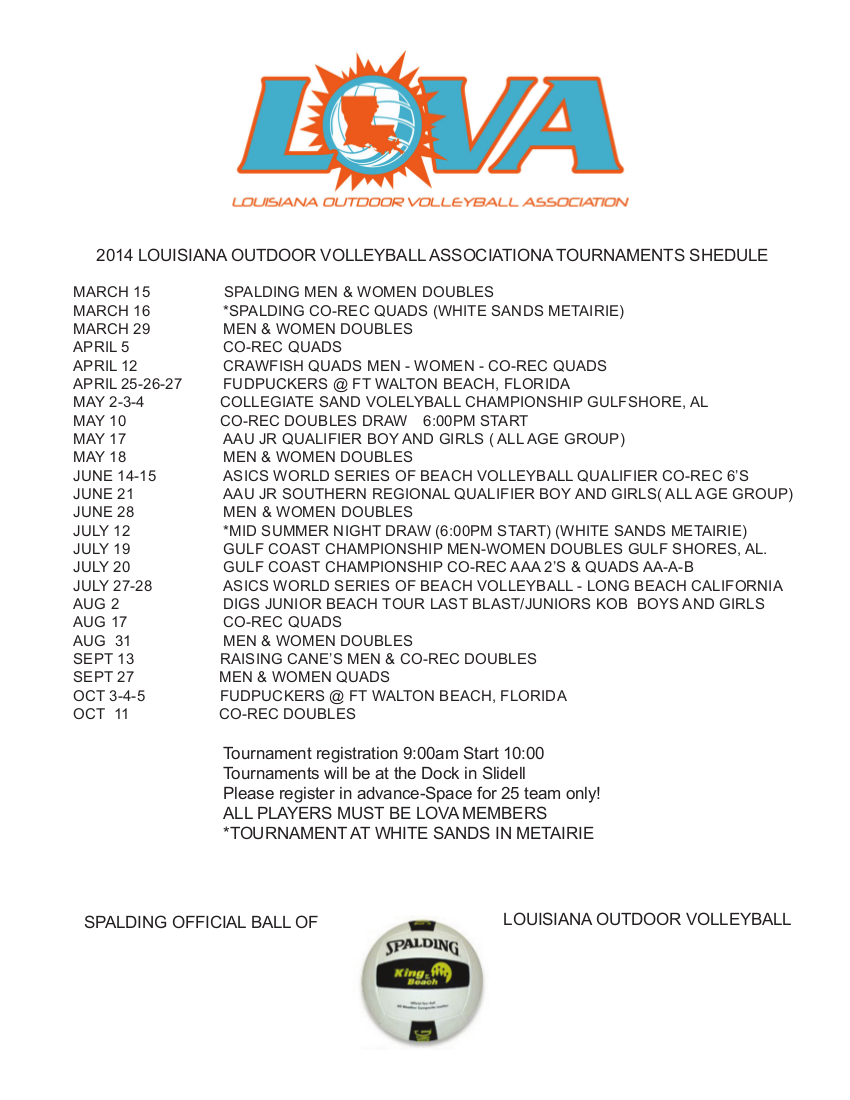 LOVA
LOUISIANA OUTDOOR VOLLEYBALL ASSOCIATION
2014 LOUISIANA OUTDOOR VOLLEYBALL ASSOCIATIONA TOURNAMENTS SHEDULE
MARCH 15 SPALDING MEN & WOMEN DOUBLES
MARCH 16 *SPALDING CO-REC QUADS (WHITE SANDS METAIRIE)
MARCH 29 MEN & WOMEN DOUBLES
APRIL 5 CO-REC QUADS
APRIL 12 CRAWFISH QUADS MEN - WOMEN - CO-REC QUADS
APRIL 25-26-27 FUDPUCKERS @ FT WALTON BEACH, FLORIDA
MAY 2-3-4 COLLEGIATE SAND VOLELYBALL CHAMPIONSHIP GULFSHORE, AL
MAY 10 CO-REC DOUBLES DRAW 6:00PM START
MAY 17 AAU JR QUALIFIER BOY AND GIRLS ( ALL AGE GROUP)
MAY 18 MEN & WOMEN DOUBLES
JUNE 14-15 ASICS WORLD SERIES OF BEACH VOLLEYBALL QUALIFIER CO-REC 6'S
JUNE 21 AAU JR SOUTHERN REGIONAL QUALIFIER BOY AND GIRLS( ALL AGE GROUP)
JUNE 28 MEN & WOMEN DOUBLES
JULY 12 *MID SUMMER NIGHT DRAW (6:00PM START) (WHITE SANDS METAIRIE)
JULY 19 GULF COAST CHAMPIONSHIP MEN-WOMEN DOUBLES GULF SHORES, AL.
JULY 20 GULF COAST CHAMPIONSHIP CO-REC AAA 2'S & QUADS AA-A-B
JULY 27-28 ASICS WORLD SERIES OF BEACH VOLLEYBALL - LONG BEACH CALIFORNIA
AUG 2 DIGS JUNIOR BEACH TOUR LAST BLAST/JUNIORS KOB BOYS AND GIRLS
AUG 17 CO-REC QUADS
AUG 31 MEN & WOMEN DOUBLES
SEPT 13 RAISING CANE'S MEN & CO-REC DOUBLES
SEPT 27 MEN & WOMEN QUADS
OCT 3-4-5 FUDPUCKERS @ FT WALTON BEACH, FLORIDA
OCT 11 CO-REC DOUBLES
Tournament registration 9:00am Start 10:00
Tournaments will be at the Dock in Slidell
Please register in advance-Space for 25 team only!
ALL PLAYERS MUST BE LOVA MEMBERS
*TOURNAMENT AT WHITE SANDS IN METAIRIE
SPALDING OFFICIAL BALL OF LOUISIANA OUTDOOR VOLLEYBALL
SPALDING
King
Beach